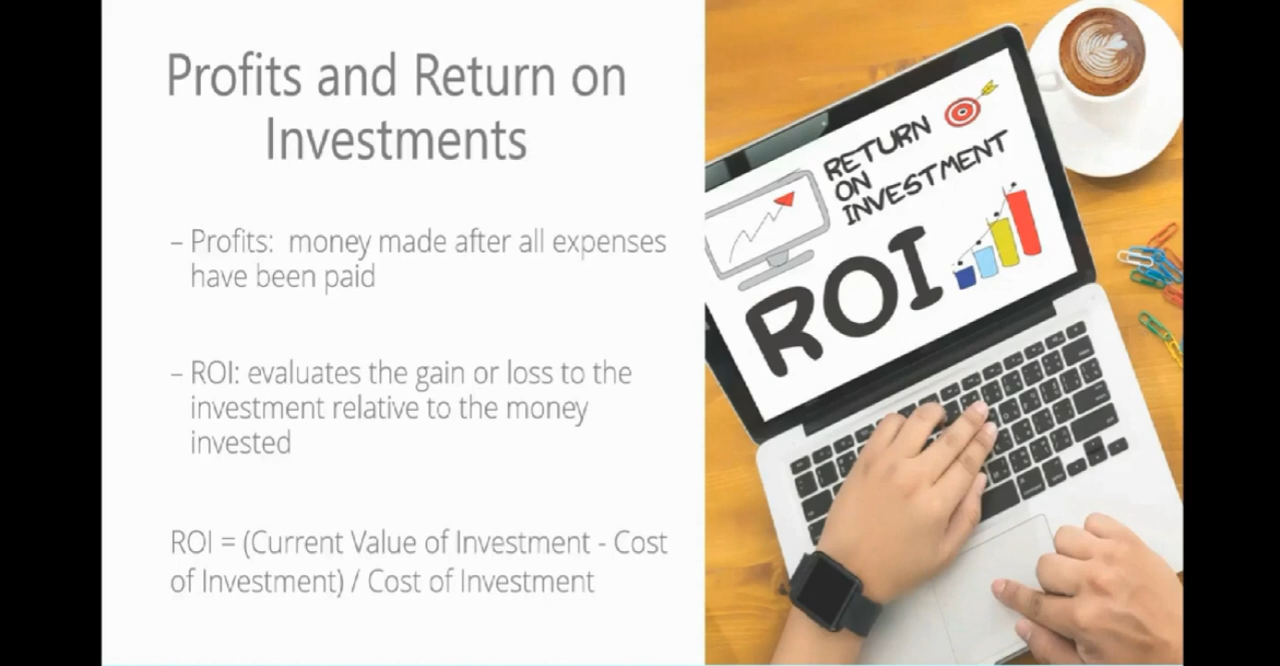 Profits and Return on
Investments
– Profits:  money made after all expenses
have been paid
– ROI: evaluates the gain or loss to the
investment relative to the money
invested
ROI = (Current Value of Investment - Cost
of Investment) / Cost of Investment
RETURN
ON
INVESTMENT
ROI